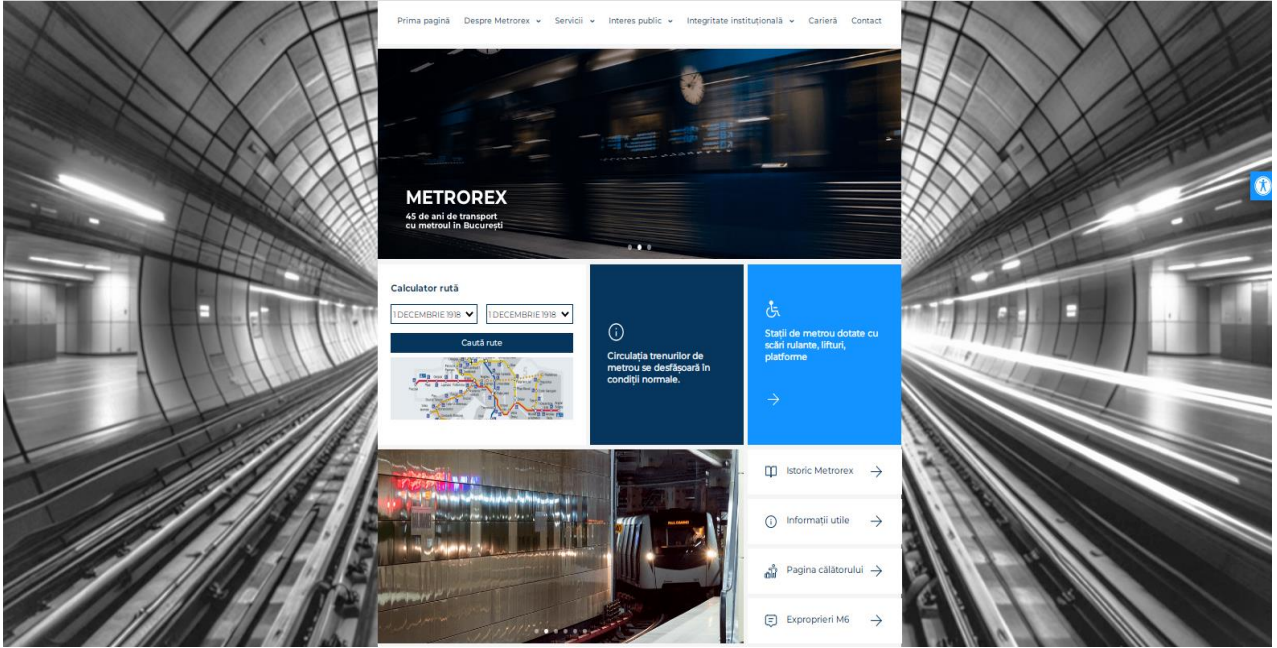 Prima pagină Despre Metrorex Servicii Interes public Integritate instituțională Carieră Contact
METROREX
45 de ani de transport
cu metroul în București
Calculator rută
1 DECEMBRIE 1918 1 DECEMBRIE 1918
Caută rute
Circulația trenurilor de
metrou se desfășoară în
condiții normale.
Stații de metrou dotate cu
scări rulante, lifturi,
platforme
Istoric Metrorex
Informații utile
Pagina călătorului
Exproprieri M6